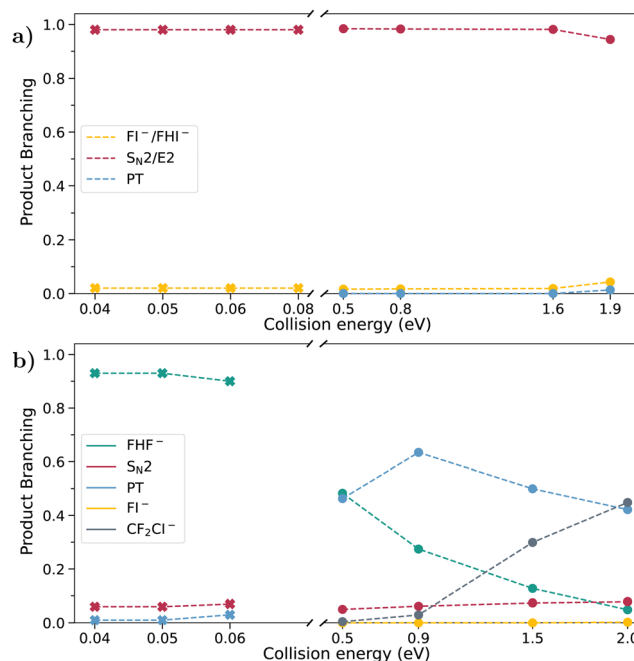 a)
Product Branching
1.0
0.8
0.6
0.4
0.2
0.0
FI⁻/FHI⁻
S_N2/E2
PT
0.04 0.05 0.06 0.08 0.5 0.8 1.6 1.9
Collision energy (eV)
b)
Product Branching
1.0
0.8
0.6
0.4
0.2
0.0
FHF⁻
S_N2
PT
FI⁻
CF₂Cl⁻
0.04 0.05 0.06 0.5 0.9 1.5 2.0
Collision energy (eV)